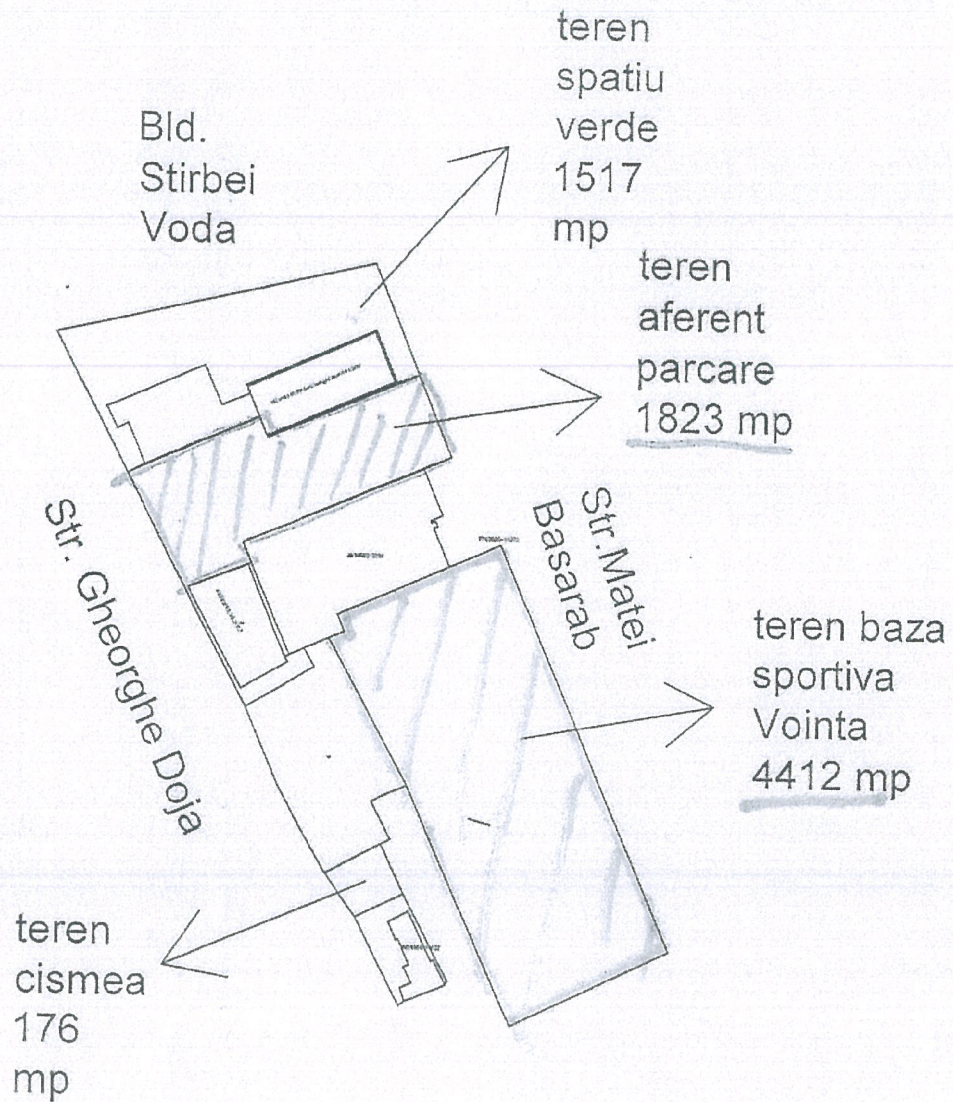 teren
spatiu
verde
1517
mp
Bld.
Stirbei
Voda
teren
aferent
parcare
1823 mp
Str. Gheorghe Doja
Str.Matei
Basarab
teren baza
sportiva
Vointa
4412 mp
teren
cismea
176
mp